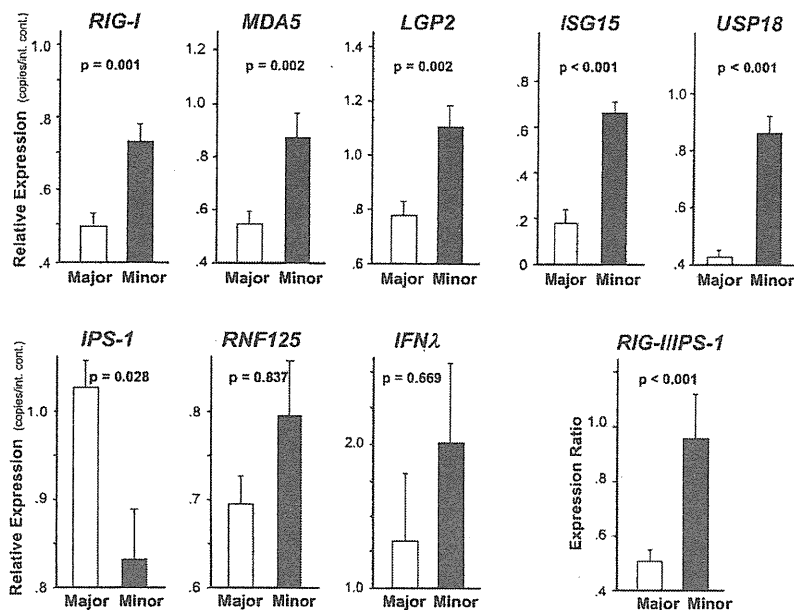 RIG-I
MDA5
LGP2
ISG15
USP18
Relative Expression (copies/int. cont.)
p = 0.001
1.0
.8
.6
.4
Major Minor
p = 0.002
1.2
1.0
.8
.6
.4
Major Minor
p = 0.002
1.4
1.2
1.0
.8
.6
Major Minor
p < 0.001
.8
.6
.4
.2
0
Major Minor
p < 0.001
1.0
.8
.6
.4
Major Minor
IPS-1
RNF125
IFNλ
RIG-I/IPS-1
Relative Expression (copies/int. cont.)
p = 0.028
1.0
.9
.8
Major Minor
p = 0.837
.8
.7
.6
Major Minor
p = 0.669
2.0
1.0
Major Minor
Expression Ratio
p < 0.001
1.0
.8
.6
.4
Major Minor